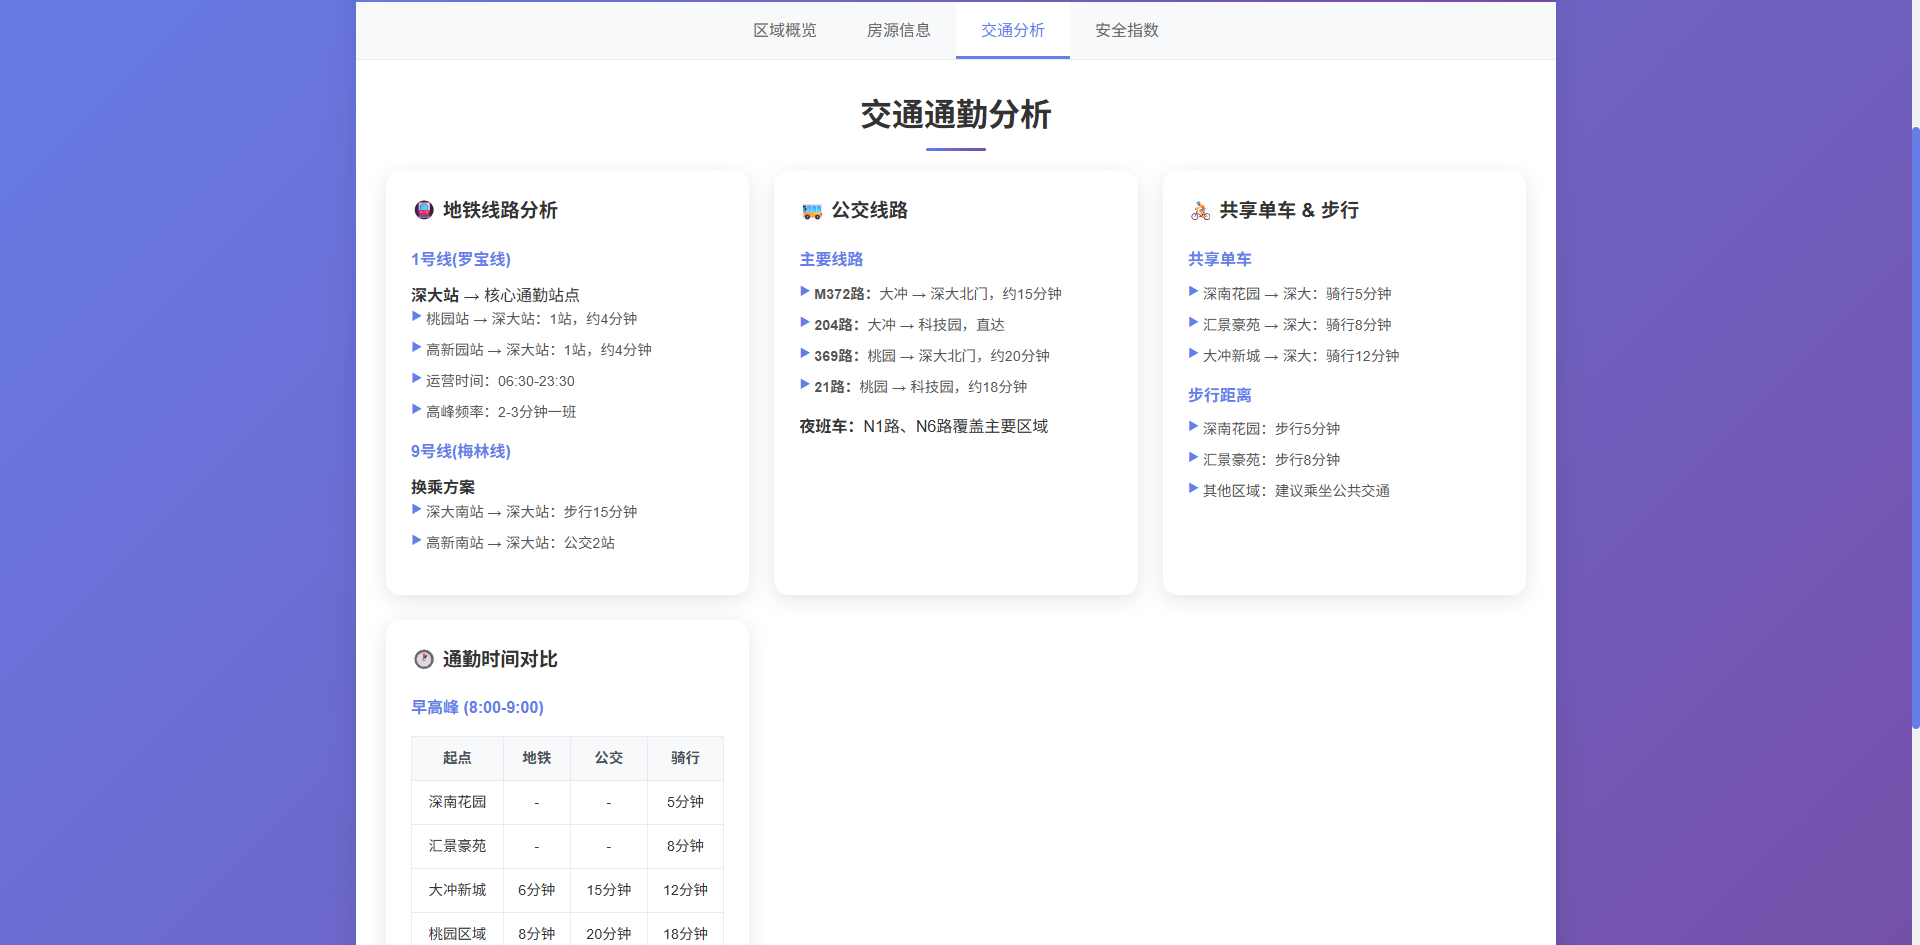 区域概览
房源信息
交通分析
安全指数
交通通勤分析
地铁线路分析
1号线(罗宝线)
深大站 → 核心通勤站点
▶ 桃园站 → 深大站：1站，约4分钟
▶ 高新园站 → 深大站：1站，约4分钟
▶ 运营时间：06:30-23:30
▶ 高峰频率：2-3分钟一班
9号线(梅林线)
换乘方案
▶ 深大南站 → 深大站：步行15分钟
▶ 高新南站 → 深大站：公交2站
公交线路
主要线路
▶ M372路：大冲 → 深大北门，约15分钟
▶ 204路：大冲 → 科技园，直达
▶ 369路：桃园 → 深大北门，约20分钟
▶ 21路：桃园 → 科技园，约18分钟
夜班车：N1路、N6路覆盖主要区域
共享单车 & 步行
共享单车
▶ 深南花园 → 深大：骑行5分钟
▶ 汇景豪苑 → 深大：骑行8分钟
▶ 大冲新城 → 深大：骑行12分钟
步行距离
▶ 深南花园：步行5分钟
▶ 汇景豪苑：步行8分钟
▶ 其他区域：建议乘坐公共交通
通勤时间对比
早高峰 (8:00-9:00)
起点 地铁 公交 骑行
深南花园 - - 5分钟
汇景豪苑 - - 8分钟
大冲新城 6分钟 15分钟 12分钟
桃园区域 8分钟 20分钟 18分钟